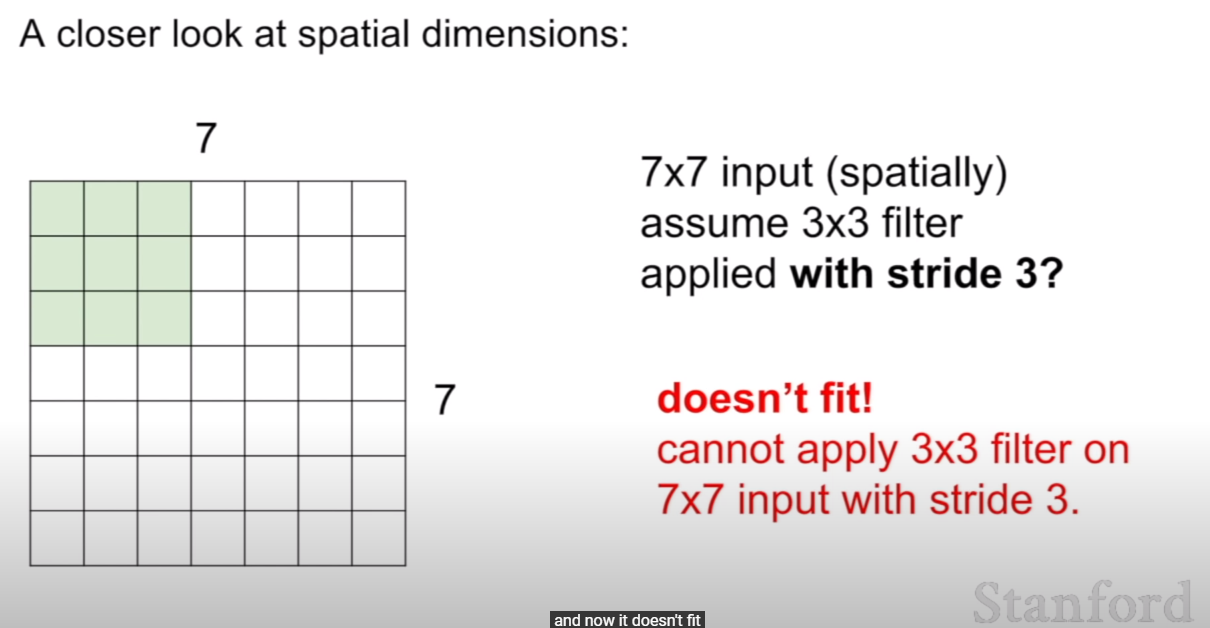 A closer look at spatial dimensions:
7
7x7 input (spatially)
assume 3x3 filter
applied with stride 3?
7
doesn’t fit!
cannot apply 3x3 filter on
7x7 input with stride 3.
Stanford
and now it doesn't fit